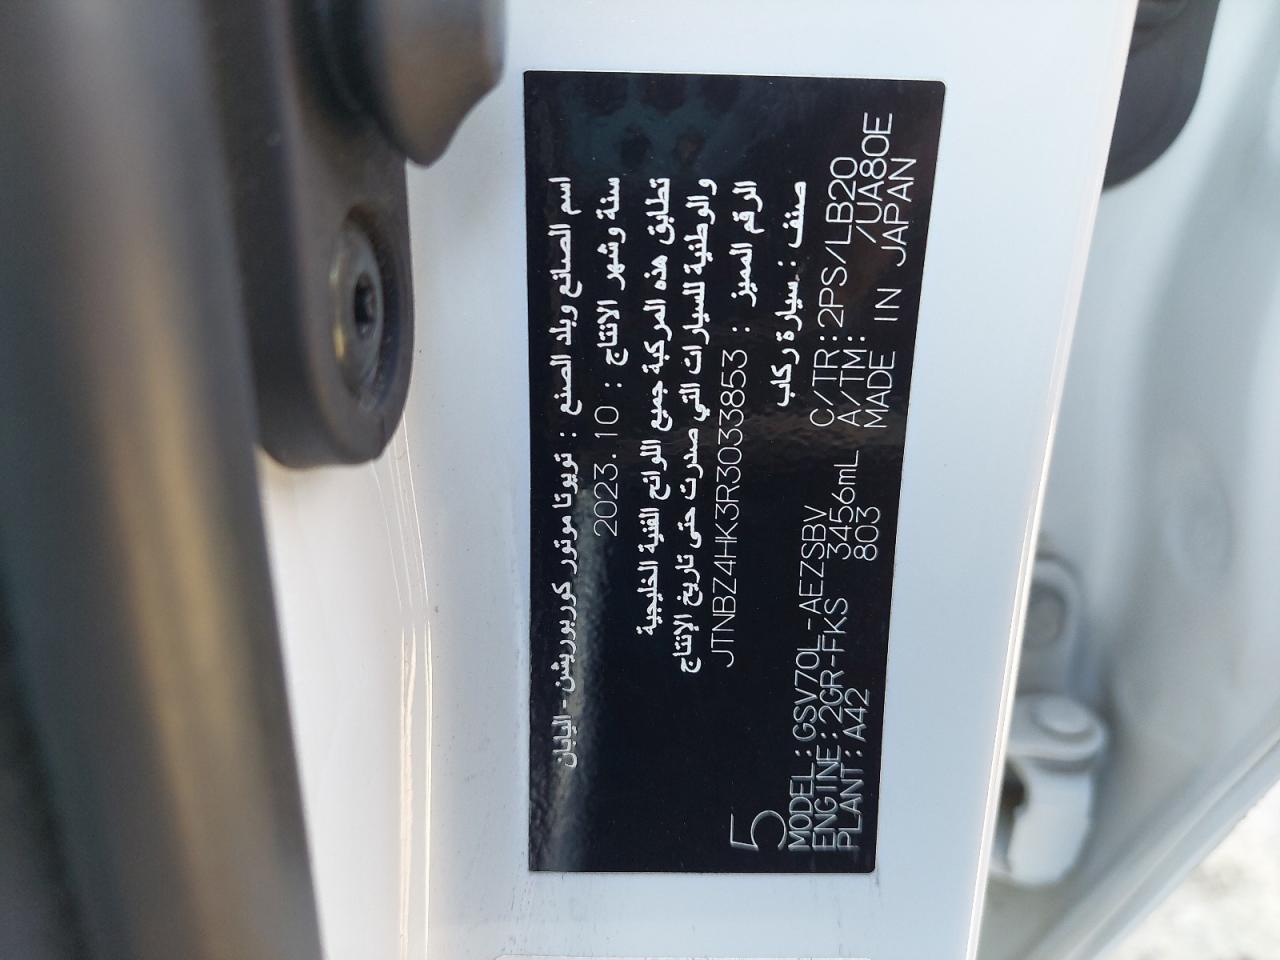 اسم الصانع وبلد الصنع : تويوتا موتور كوربوريشن - اليابان
سنة وشهر الانتاج : 2023.10
تطابق هذه المركبة جميع اللوائح الفنية الخليجية
والوطنية للسيارات التي صدرت حتى تاريخ الإنتاج
الرقم المميز : JTNBZ4HK3R3033853
صنف : سيارة ركاب
5
MODEL:GSV70L-AEZSBV C/TR:2PS/LB20
ENGINE:2GR-FKS 3456mL A/TM: /UA80E
PLANT:A42 803 MADE IN JAPAN